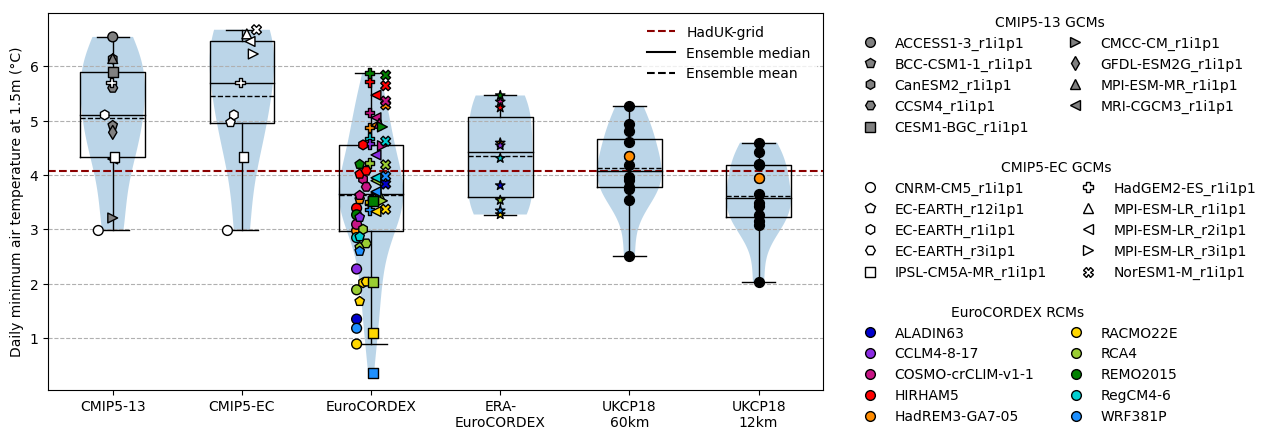 Daily minimum air temperature at 1.5m (°C)
6
5
4
3
2
1
HadUK-grid
Ensemble median
Ensemble mean
CMIP5-13
CMIP5-EC
EuroCORDEX
ERA-
EuroCORDEX
UKCP18
60km
UKCP18
12km
CMIP5-13 GCMs
ACCESS1-3_r1i1p1
BCC-CSM1-1_r1i1p1
CanESM2_r1i1p1
CCSM4_r1i1p1
CESM1-BGC_r1i1p1
CMCC-CM_r1i1p1
GFDL-ESM2G_r1i1p1
MPI-ESM-MR_r1i1p1
MRI-CGCM3_r1i1p1
CMIP5-EC GCMs
CNRM-CM5_r1i1p1
EC-EARTH_r12i1p1
EC-EARTH_r1i1p1
EC-EARTH_r3i1p1
IPSL-CM5A-MR_r1i1p1
HadGEM2-ES_r1i1p1
MPI-ESM-LR_r1i1p1
MPI-ESM-LR_r2i1p1
MPI-ESM-LR_r3i1p1
NorESM1-M_r1i1p1
EuroCORDEX RCMs
ALADIN63
CCLM4-8-17
COSMO-crCLIM-v1-1
HIRHAM5
HadREM3-GA7-05
RACMO22E
RCA4
REMO2015
RegCM4-6
WRF381P